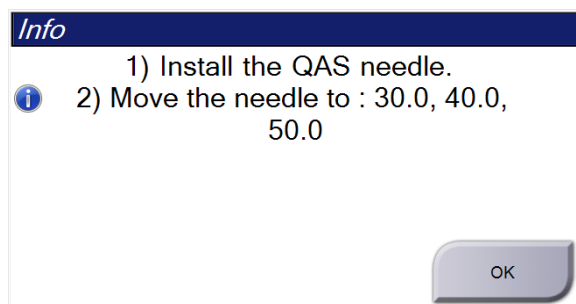 Info
1) Install the QAS needle.
2) Move the needle to : 30.0, 40.0,
50.0
OK